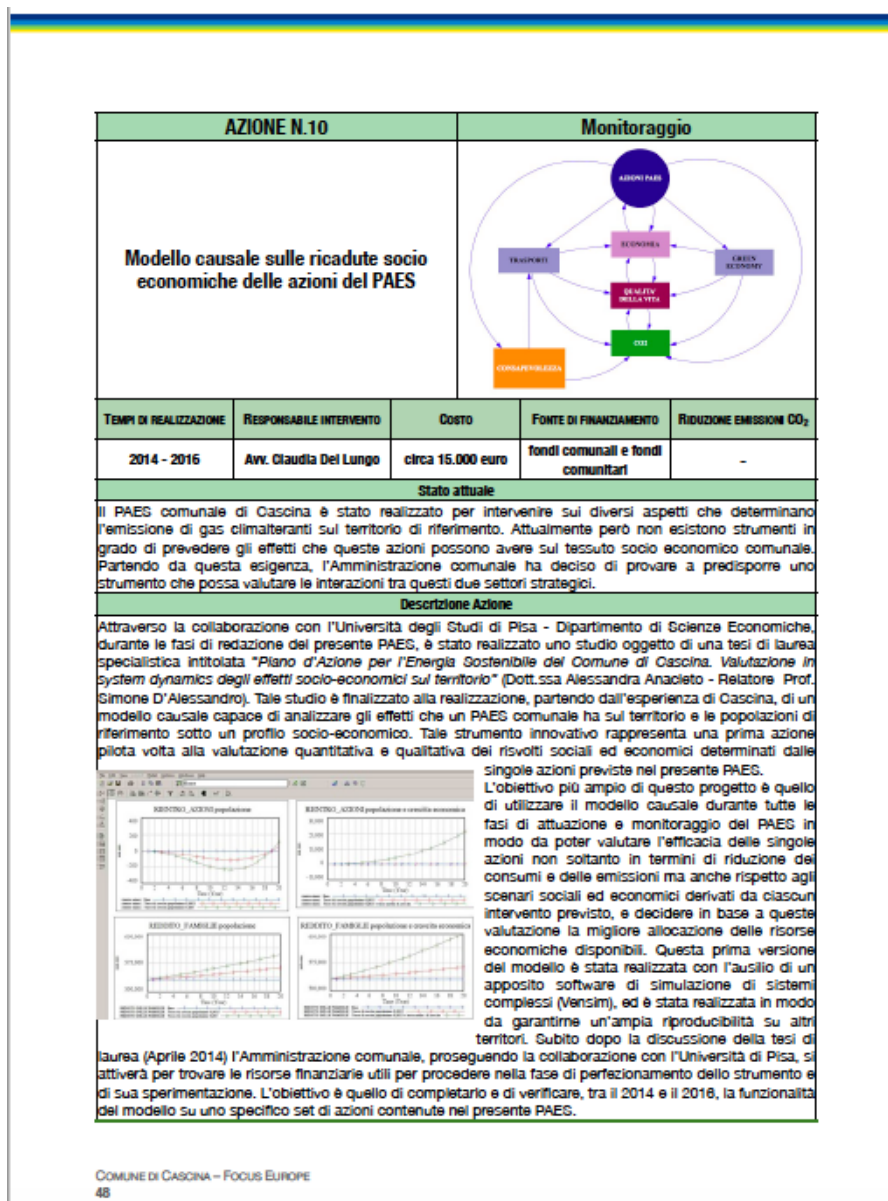 AZIONE N.10
Monitoraggio
Modello causale sulle ricadute socio
economiche delle azioni del PAES
AZIONI PAES
ECONOMIA
TRASPORTI
GREEN
ECONOMY
QUALITA'
DELLA VITA
CO2
CONSAPEVOLEZZA
TEMPI DI REALIZZAZIONE
RESPONSABILE INTERVENTO
COSTO
FONTE DI FINANZIAMENTO
RIDUZIONE EMISSIONI CO2
2014 - 2016
Avv. Claudia Del Lungo
circa 15.000 euro
fondi comunali e fondi
comunitari
-
Stato attuale
Il PAES comunale di Cascina è stato realizzato per intervenire sui diversi aspetti che determinano
l'emissione di gas climalteranti sul territorio di riferimento. Attualmente però non esistono strumenti in
grado di prevedere gli effetti che queste azioni possono avere sul tessuto socio economico comunale.
Partendo da questa esigenza, l'Amministrazione comunale ha deciso di provare a predisporre uno
strumento che possa valutare le interazioni tra questi due settori strategici.
Descrizione Azione
Attraverso la collaborazione con l'Università degli Studi di Pisa - Dipartimento di Scienze Economiche,
durante le fasi di redazione del presente PAES, è stato realizzato uno studio oggetto di una tesi di laurea
specialistica intitolata "Piano d'Azione per l'Energia Sostenibile del Comune di Cascina. Valutazione in
system dynamics degli effetti socio-economici sul territorio" (Dott.ssa Alessandra Anacleto - Relatore Prof.
Simone D'Alessandro). Tale studio è finalizzato alla realizzazione, partendo dall'esperienza di Cascina, di un
modello causale capace di analizzare gli effetti che un PAES comunale ha sul territorio e le popolazioni di
riferimento sotto un profilo socio-economico. Tale strumento innovativo rappresenta una prima azione
pilota volta alla valutazione quantitativa e qualitativa dei risvolti sociali ed economici determinati dalle
singole azioni previste nel presente PAES.
L'obiettivo più ampio di questo progetto è quello
di utilizzare il modello causale durante tutte le
fasi di attuazione e monitoraggio del PAES in
modo da poter valutare l'efficacia delle singole
azioni non soltanto in termini di riduzione dei
consumi e delle emissioni ma anche rispetto agli
scenari sociali ed economici derivati da ciascun
intervento previsto, e decidere in base a queste
valutazione la migliore allocazione delle risorse
economiche disponibili. Questa prima versione
del modello è stata realizzata con l'ausilio di un
apposito software di simulazione di sistemi
complessi (Vensim), ed è stata realizzata in modo
da garantirne un'ampia riproducibilità su altri
territori. Subito dopo la discussione della tesi di
laurea (Aprile 2014) l'Amministrazione comunale, proseguendo la collaborazione con l'Università di Pisa, si
attiverà per trovare le risorse finanziarie utili per procedere nella fase di perfezionamento dello strumento e
di sua sperimentazione. L'obiettivo è quello di completarlo e di verificare, tra il 2014 e il 2016, la funzionalità
del modello su uno specifico set di azioni contenute nel presente PAES.
RIENTRO_AZIONI popolazione
RIENTRO_AZIONI popolazione e crescita economica
REDDITO_FAMIGLIE popolazione
REDDITO_FAMIGLIE popolazione e crescita economica
COMUNE DI CASCINA – FOCUS EUROPE
48